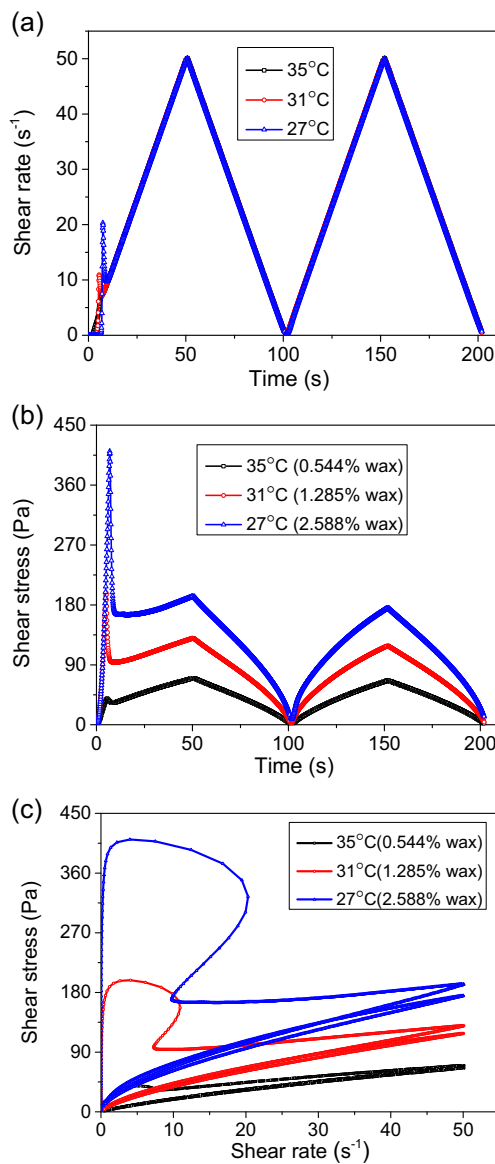 (a)
50
40
30
20
10
0
Shear rate (s⁻¹)
35°C
31°C
27°C
0 50 100 150 200
Time (s)
(b)
450
360
270
180
90
0
Shear stress (Pa)
35°C (0.544% wax)
31°C (1.285% wax)
27°C (2.588% wax)
0 50 100 150 200
Time (s)
(c)
450
360
270
180
90
0
Shear stress (Pa)
35°C(0.544% wax)
31°C(1.285% wax)
27°C(2.588% wax)
0 10 20 30 40 50
Shear rate (s⁻¹)